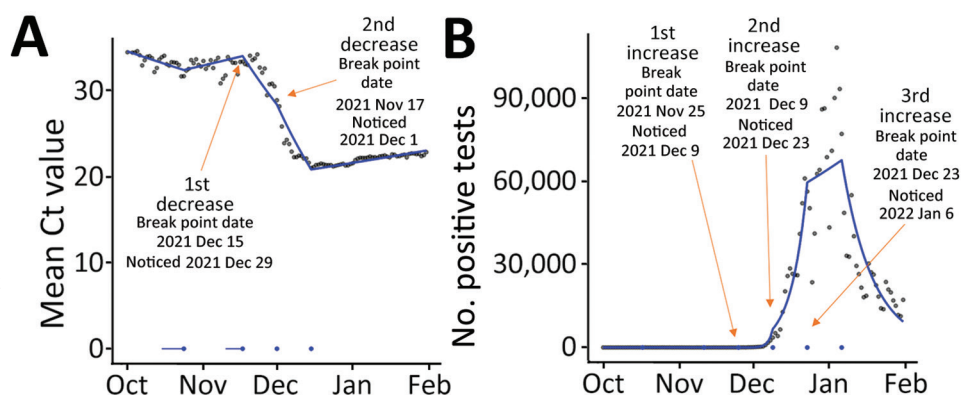 A
2nd
decrease
Break point
date
2021 Nov 17
Noticed
2021 Dec 1
1st
decrease
Break point date
2021 Dec 15
Noticed 2021 Dec 29
Mean Ct value
30
20
10
0
Oct
Nov
Dec
Jan
Feb
B
1st
increase
Break
point date
2021 Nov 25
Noticed
2021 Dec 9
2nd
increase
Break point
date
2021 Dec 9
Noticed
2021 Dec 23
3rd
increase
Break point
date
2021 Dec 23
Noticed
2022 Jan 6
No. positive tests
90,000
60,000
30,000
0
Oct
Nov
Dec
Jan
Feb